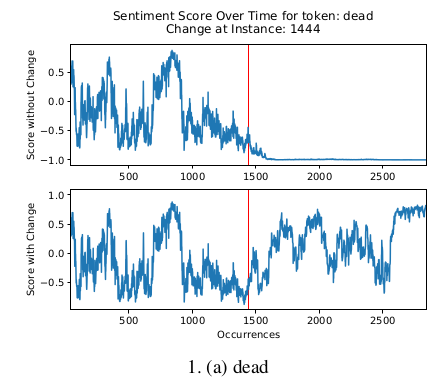 Sentiment Score Over Time for token: dead
Change at Instance: 1444
Score without Change
0.5
0.0
−0.5
−1.0
500 1000 1500 2000 2500
Score with Change
1.0
0.5
0.0
−0.5
500 1000 1500 2000 2500
Occurrences
1. (a) dead